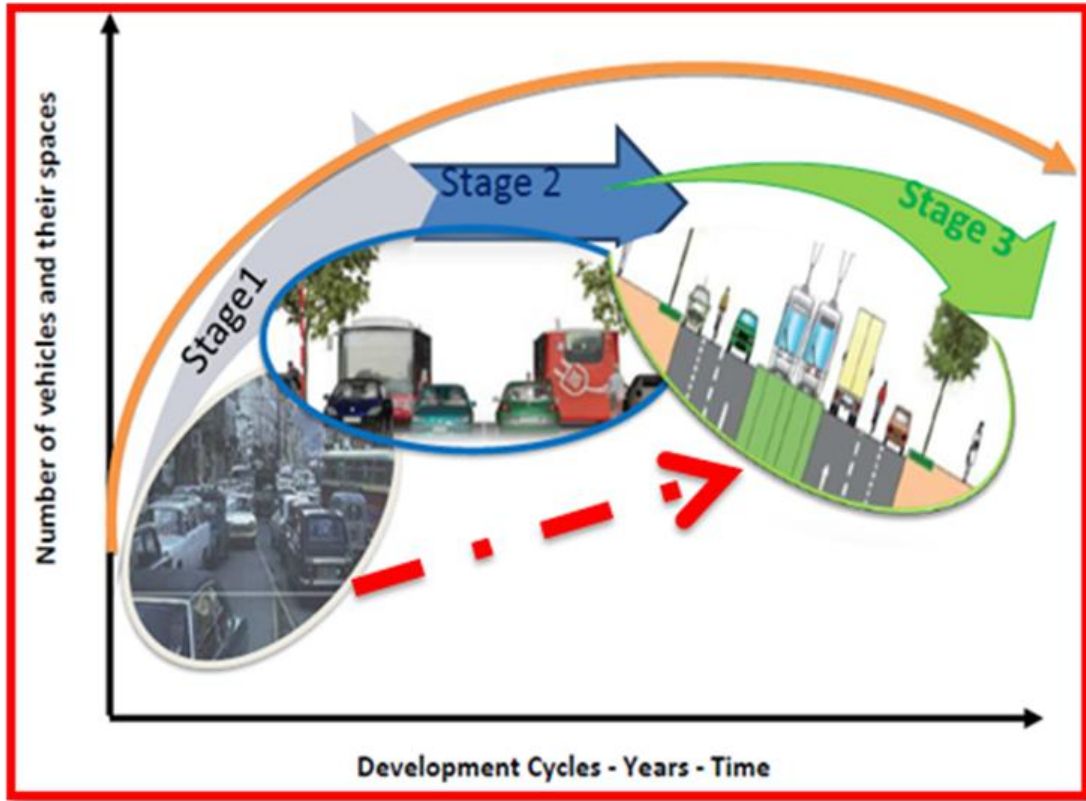 Number of vehicles and their spaces
Stage1
Stage 2
Stage 3
Development Cycles - Years - Time